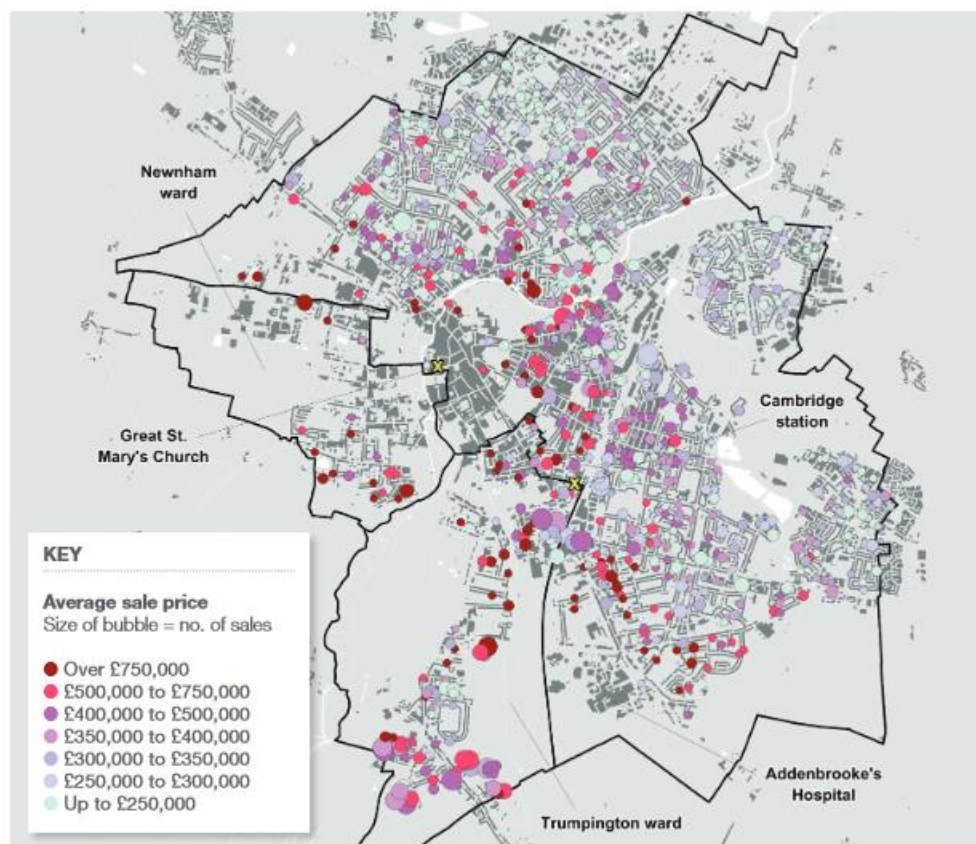 Newnham
ward
Great St.
Mary's Church
X
Cambridge
station
X
KEY
Average sale price
Size of bubble = no. of sales
Over £750,000
£500,000 to £750,000
£400,000 to £500,000
£350,000 to £400,000
£300,000 to £350,000
£250,000 to £300,000
Up to £250,000
Addenbrooke's
Hospital
Trumpington ward